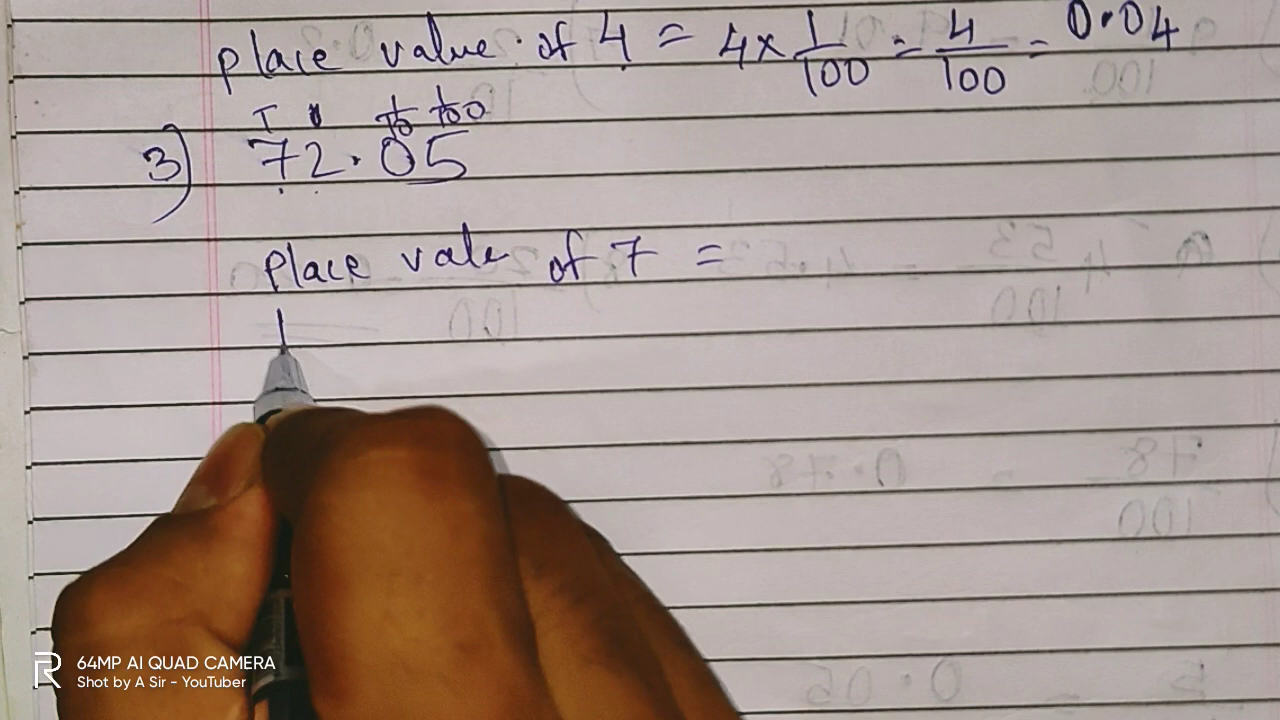 place value of 4 = 4 × 1/100 = 4/100 = 0.04
T 1/10 1/100
3) 72.05
place vale of 7 =
64MP AI QUAD CAMERA
Shot by A Sir - YouTuber